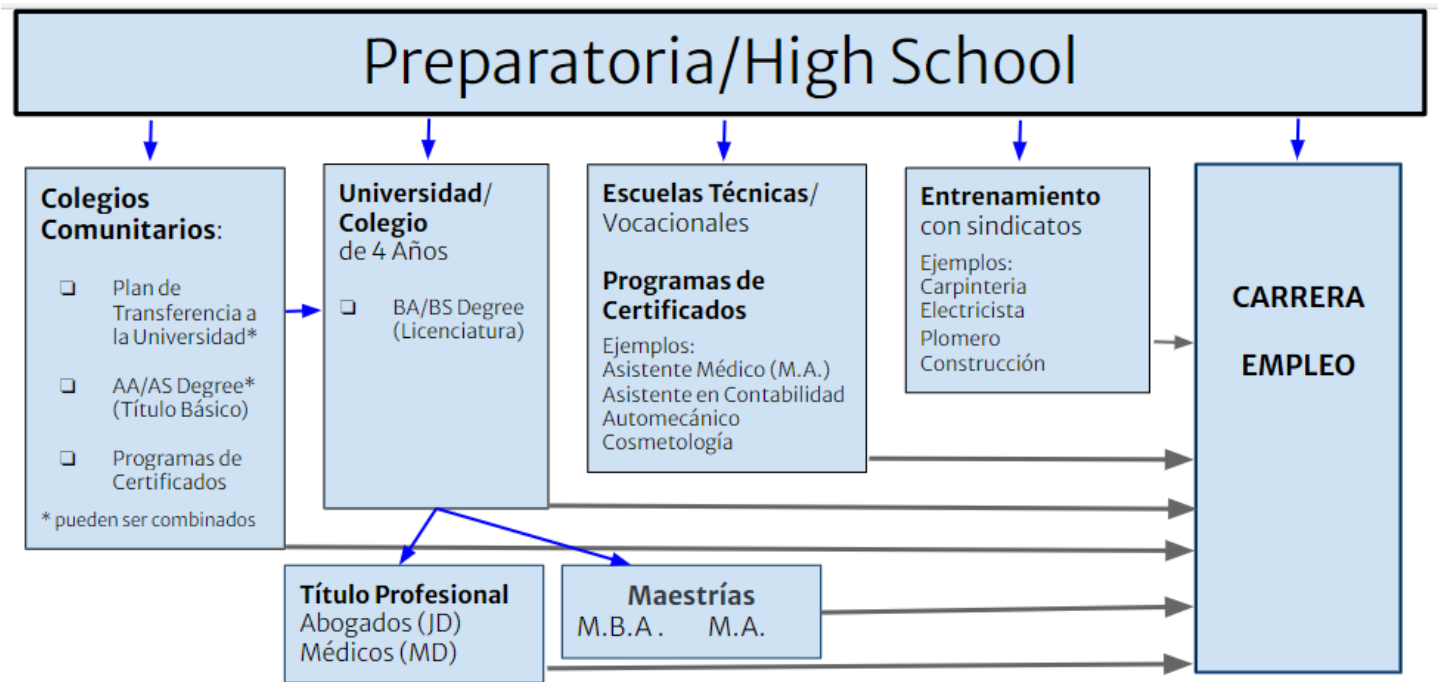 Preparatoria/High School
Colegios
Comunitarios:
❏ Plan de
Transferencia a
la Universidad*
❏ AA/AS Degree*
(Título Básico)
❏ Programas de
Certificados
* pueden ser combinados
Universidad/
Colegio
de 4 Años
❏ BA/BS Degree
(Licenciatura)
Escuelas Técnicas/
Vocacionales
Programas de
Certificados
Ejemplos:
Asistente Médico (M.A.)
Asistente en Contabilidad
Automecánico
Cosmetología
Entrenamiento
con sindicatos
Ejemplos:
Carpinteria
Electricista
Plomero
Construcción
CARRERA
EMPLEO
Título Profesional
Abogados (JD)
Médicos (MD)
Maestrías
M.B.A. M.A.